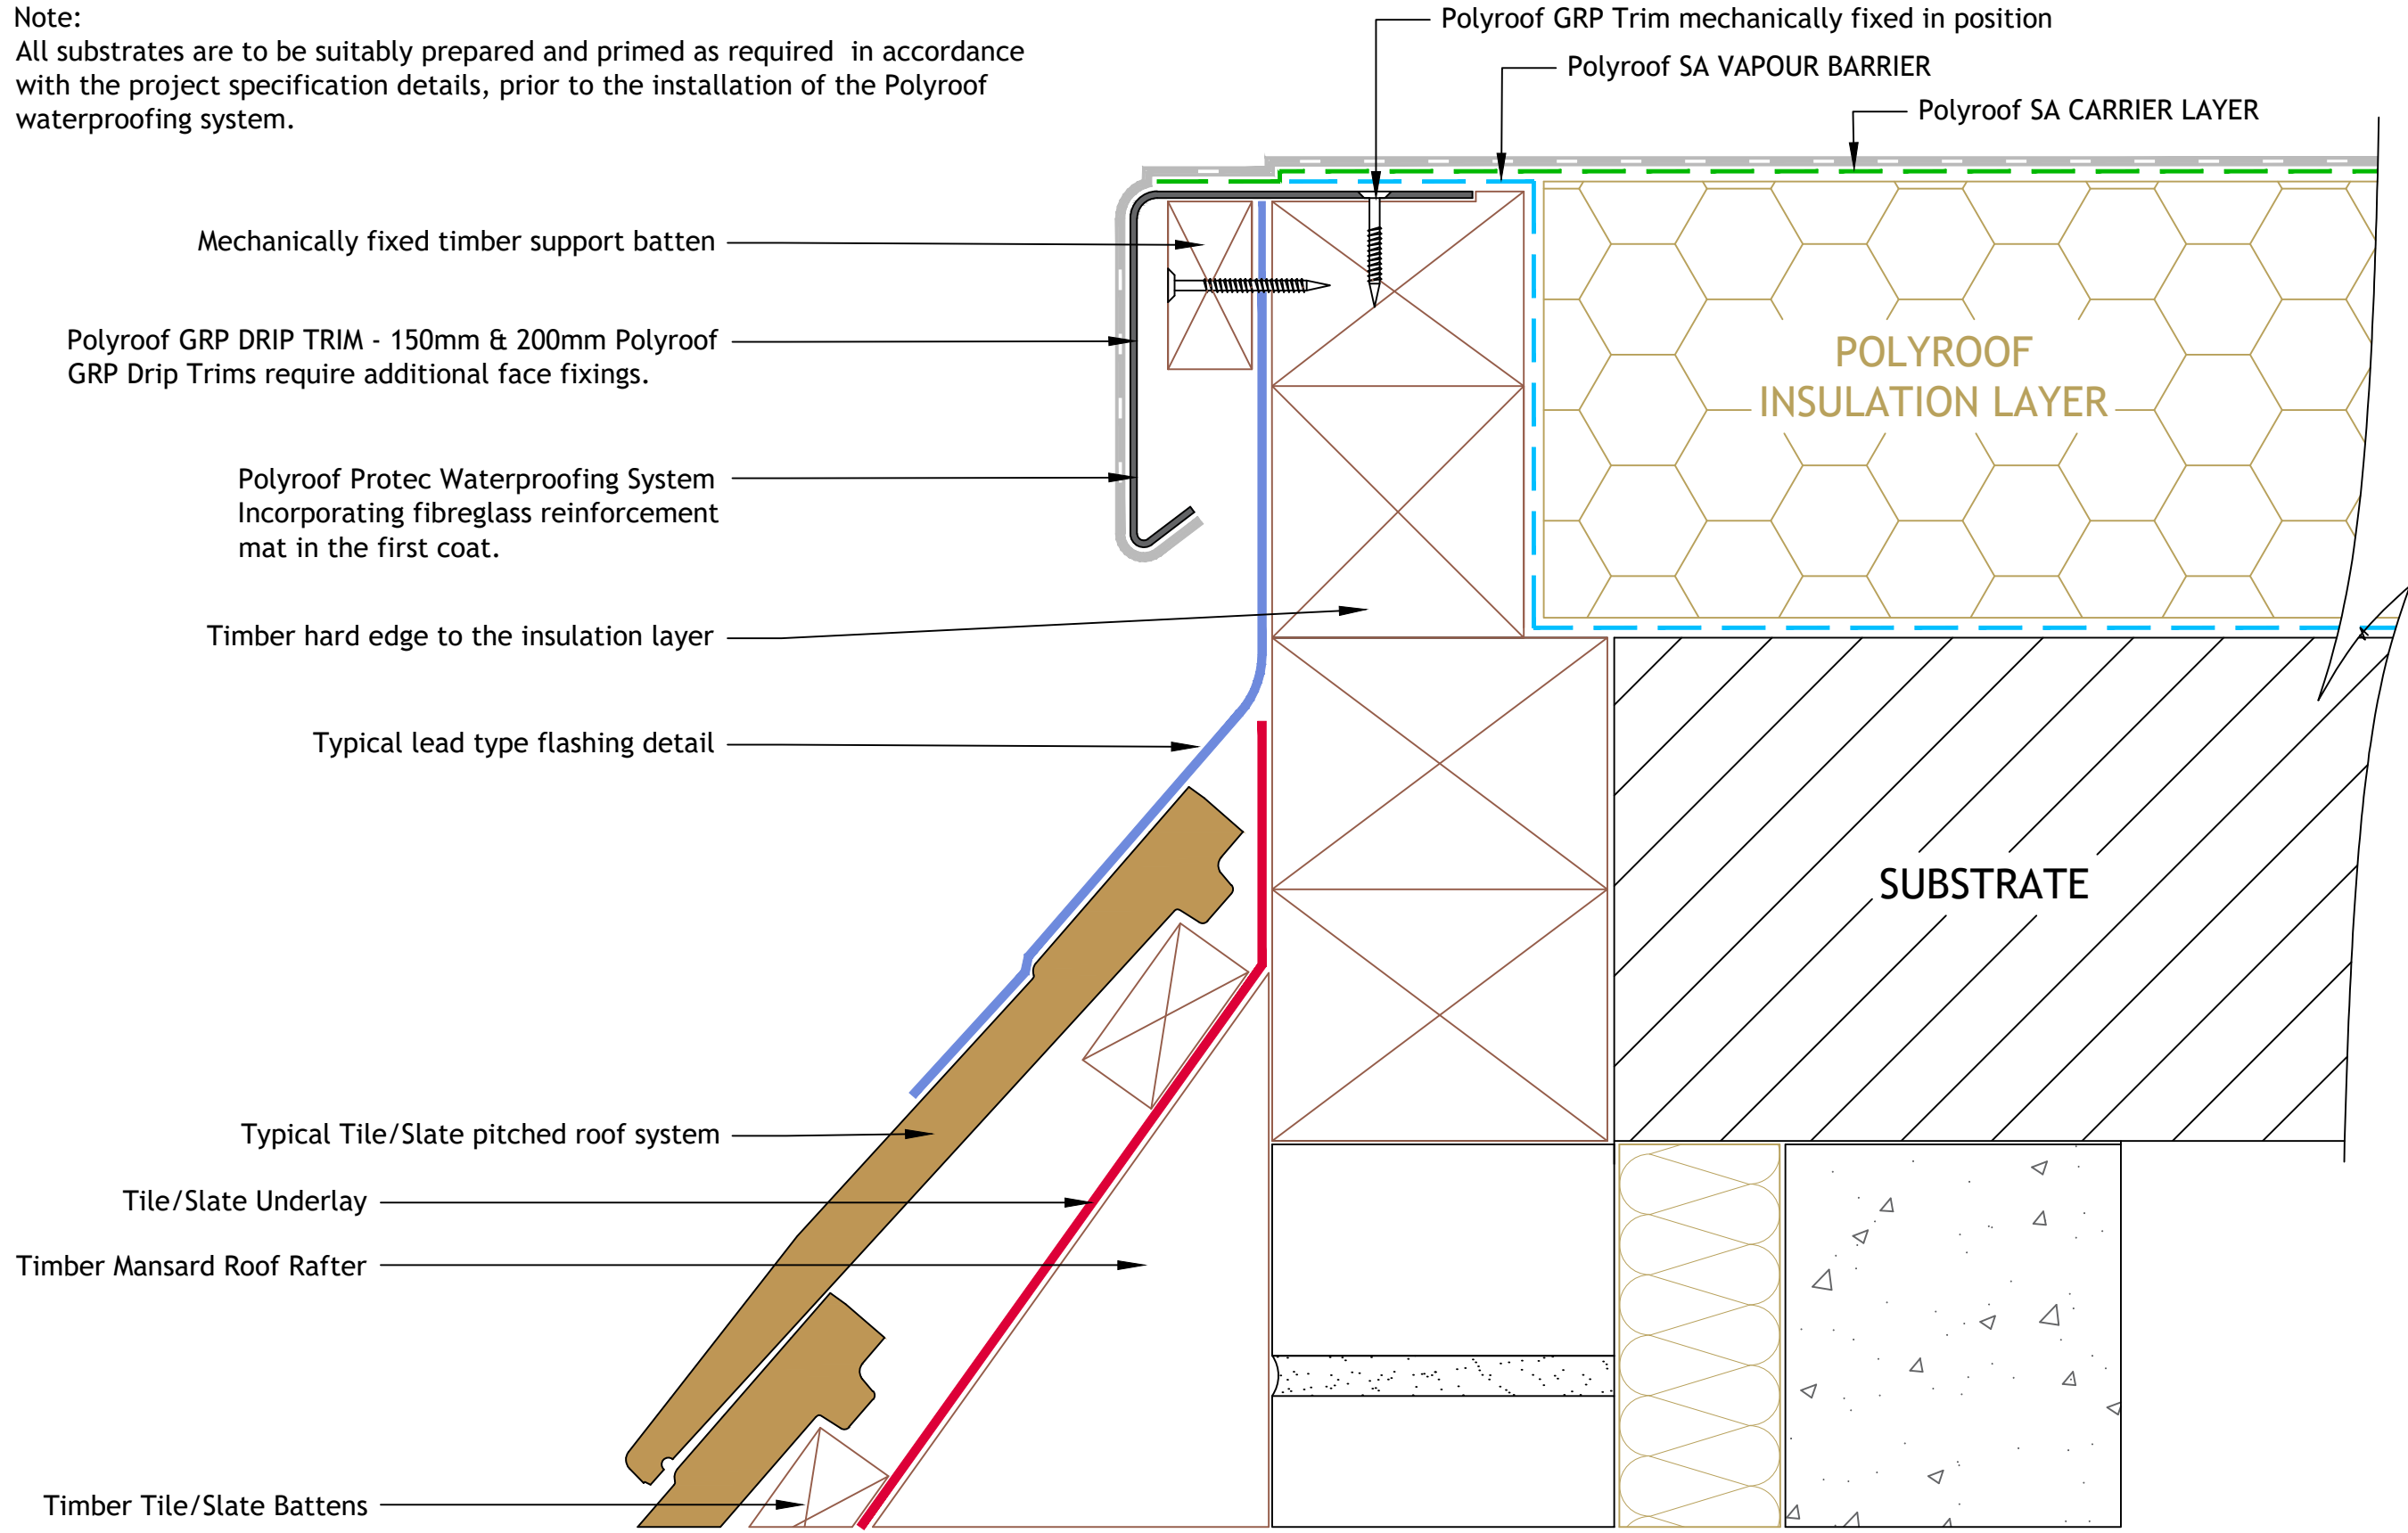 Note:
All substrates are to be suitably prepared and primed as required in accordance
with the project specification details, prior to the installation of the Polyroof
waterproofing system.
Polyroof GRP Trim mechanically fixed in position
Polyroof SA VAPOUR BARRIER
Polyroof SA CARRIER LAYER
Mechanically fixed timber support batten
Polyroof GRP DRIP TRIM - 150mm & 200mm Polyroof
GRP Drip Trims require additional face fixings.
POLYROOF
INSULATION LAYER
Polyroof Protec Waterproofing System
Incorporating fibreglass reinforcement
mat in the first coat.
Timber hard edge to the insulation layer
Typical lead type flashing detail
SUBSTRATE
Typical Tile/Slate pitched roof system
Tile/Slate Underlay
Timber Mansard Roof Rafter
Timber Tile/Slate Battens